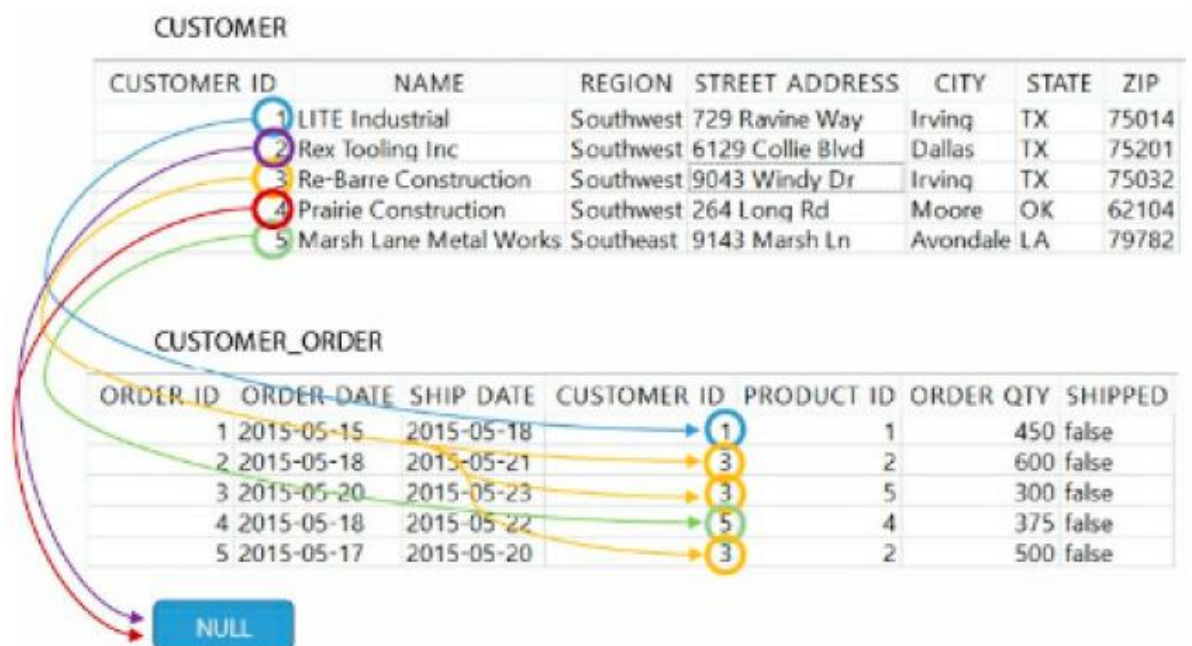 CUSTOMER
CUSTOMER ID NAME REGION STREET ADDRESS CITY STATE ZIP
1 LITE Industrial Southwest 729 Ravine Way Irving TX 75014
2 Rex Tooling Inc Southwest 6129 Collie Blvd Dallas TX 75201
3 Re-Barre Construction Southwest 9043 Windy Dr Irving TX 75032
4 Prairie Construction Southwest 264 Long Rd Moore OK 62104
5 Marsh Lane Metal Works Southeast 9143 Marsh Ln Avondale LA 79782
CUSTOMER_ORDER
ORDER ID ORDER DATE SHIP DATE CUSTOMER ID PRODUCT ID ORDER QTY SHIPPED
1 2015-05-15 2015-05-18 1 1 450 false
2 2015-05-18 2015-05-21 3 2 600 false
3 2015-05-20 2015-05-23 3 5 300 false
4 2015-05-18 2015-05-22 5 4 375 false
5 2015-05-17 2015-05-20 3 2 500 false
NULL